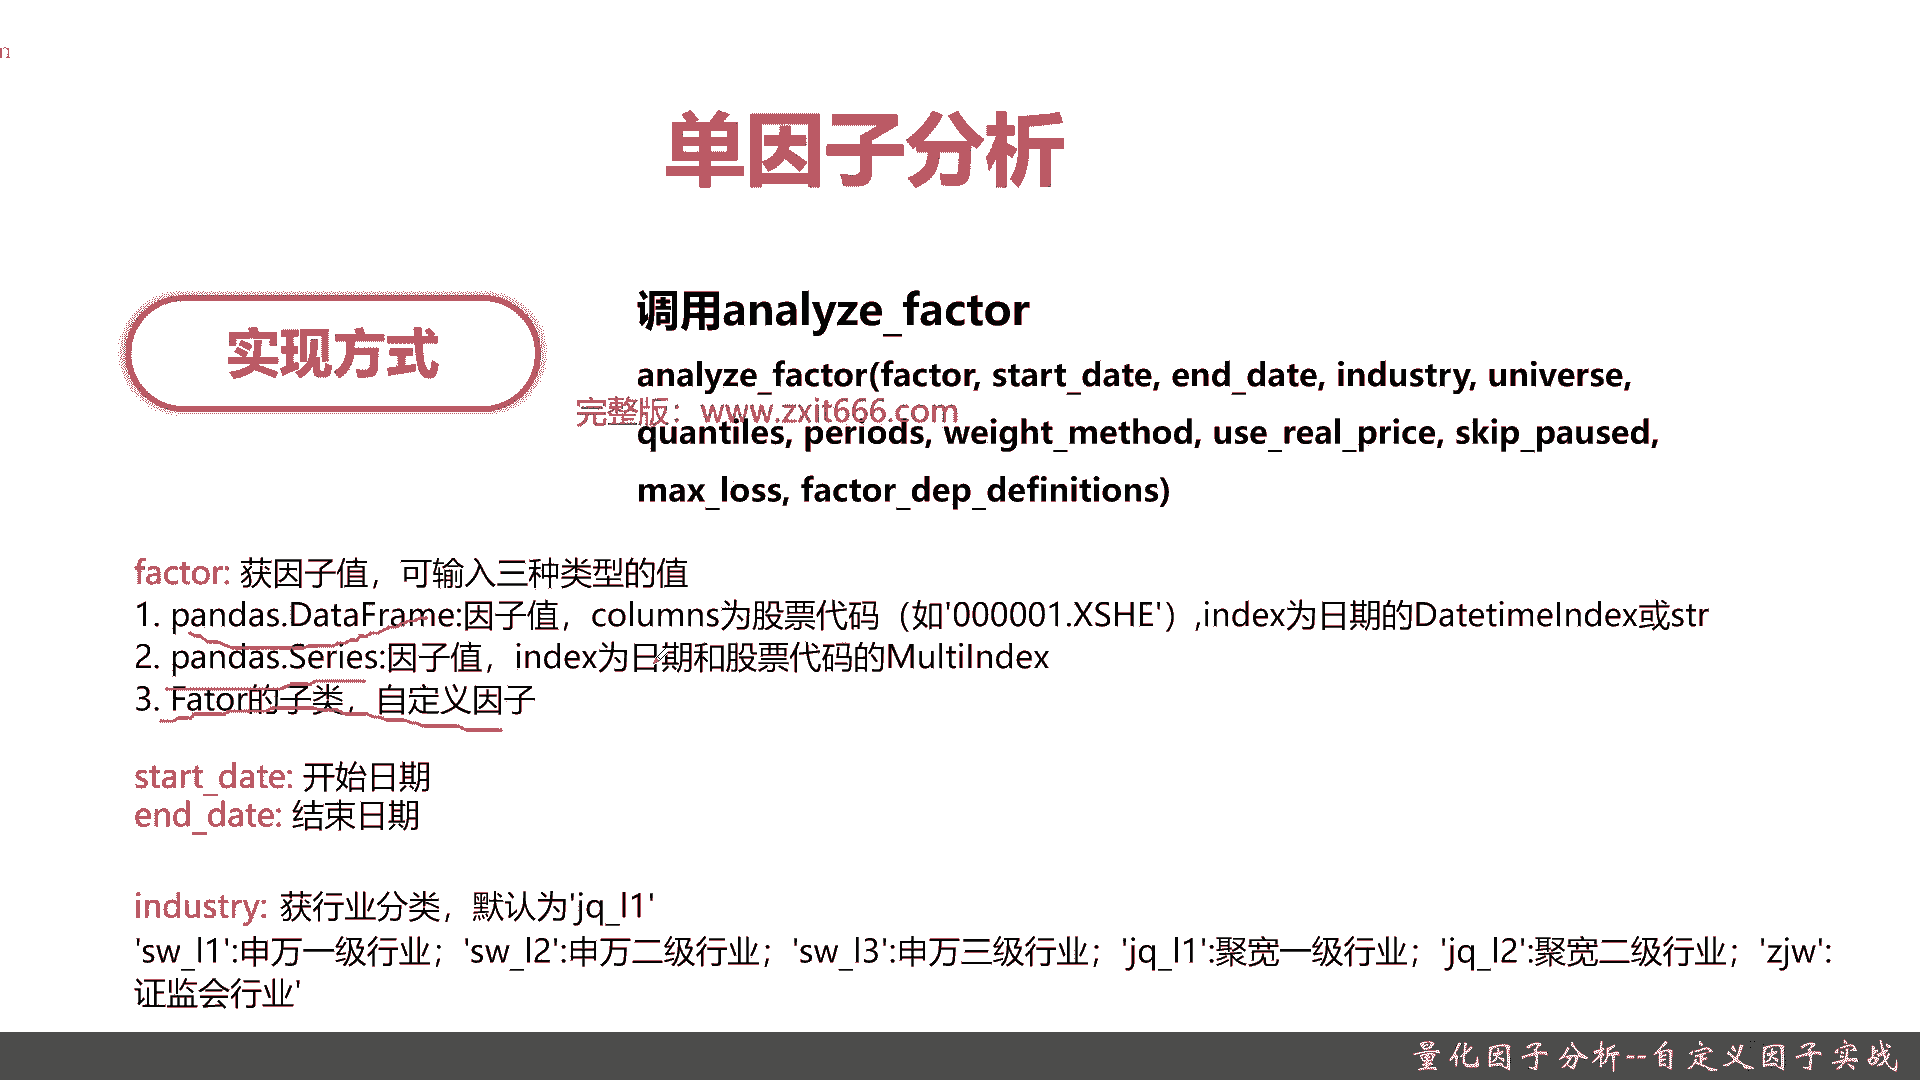 n
单因子分析
实现方式
调用analyze_factor
analyze_factor(factor, start_date, end_date, industry, universe,
完整版：www.zxit666.com
quantiles, periods, weight_method, use_real_price, skip_paused,
max_loss, factor_dep_definitions)
factor: 获因子值，可输入三种类型的值
1. pandas.DataFrame:因子值，columns为股票代码（如'000001.XSHE'）,index为日期的DatetimeIndex或str
2. pandas.Series:因子值，index为日期和股票代码的MultiIndex
3. Fator的子类，自定义因子
start_date: 开始日期
end_date: 结束日期
industry: 获行业分类，默认为'jq_l1'
'sw_l1':申万一级行业；'sw_l2':申万二级行业；'sw_l3':申万三级行业；'jq_l1':聚宽一级行业；'jq_l2':聚宽二级行业；'zjw':
证监会行业'
量化因子分析--自定义因子实战